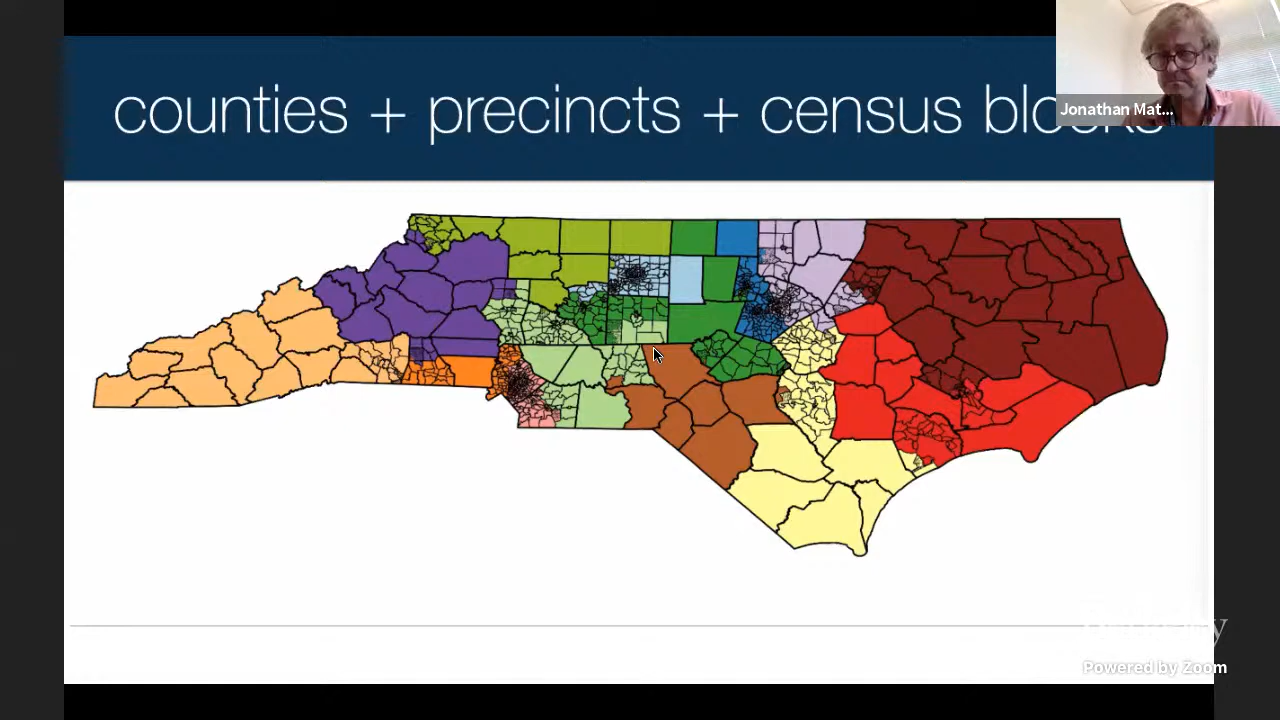 counties + precincts + census blocks
Jonathan Mat...
Powered by Zoom